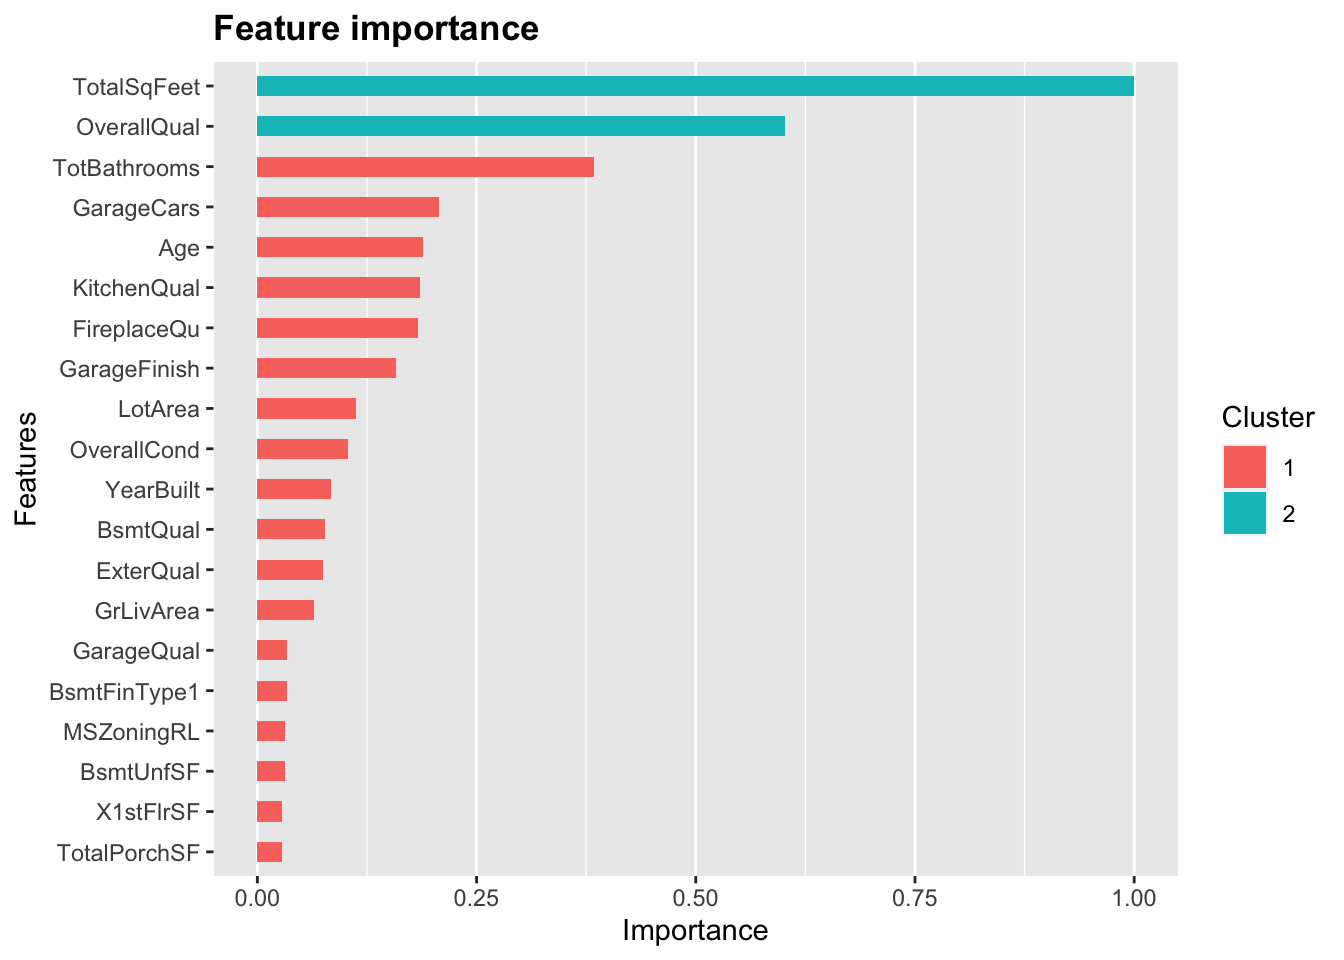 Feature importance
TotalSqFeet
OverallQual
TotBathrooms
GarageCars
Age
KitchenQual
FireplaceQu
GarageFinish
LotArea
OverallCond
YearBuilt
BsmtQual
ExterQual
GrLivArea
GarageQual
BsmtFinType1
MSZoningRL
BsmtUnfSF
X1stFlrSF
TotalPorchSF
Features
0.00 0.25 0.50 0.75 1.00
Importance
Cluster
1
2